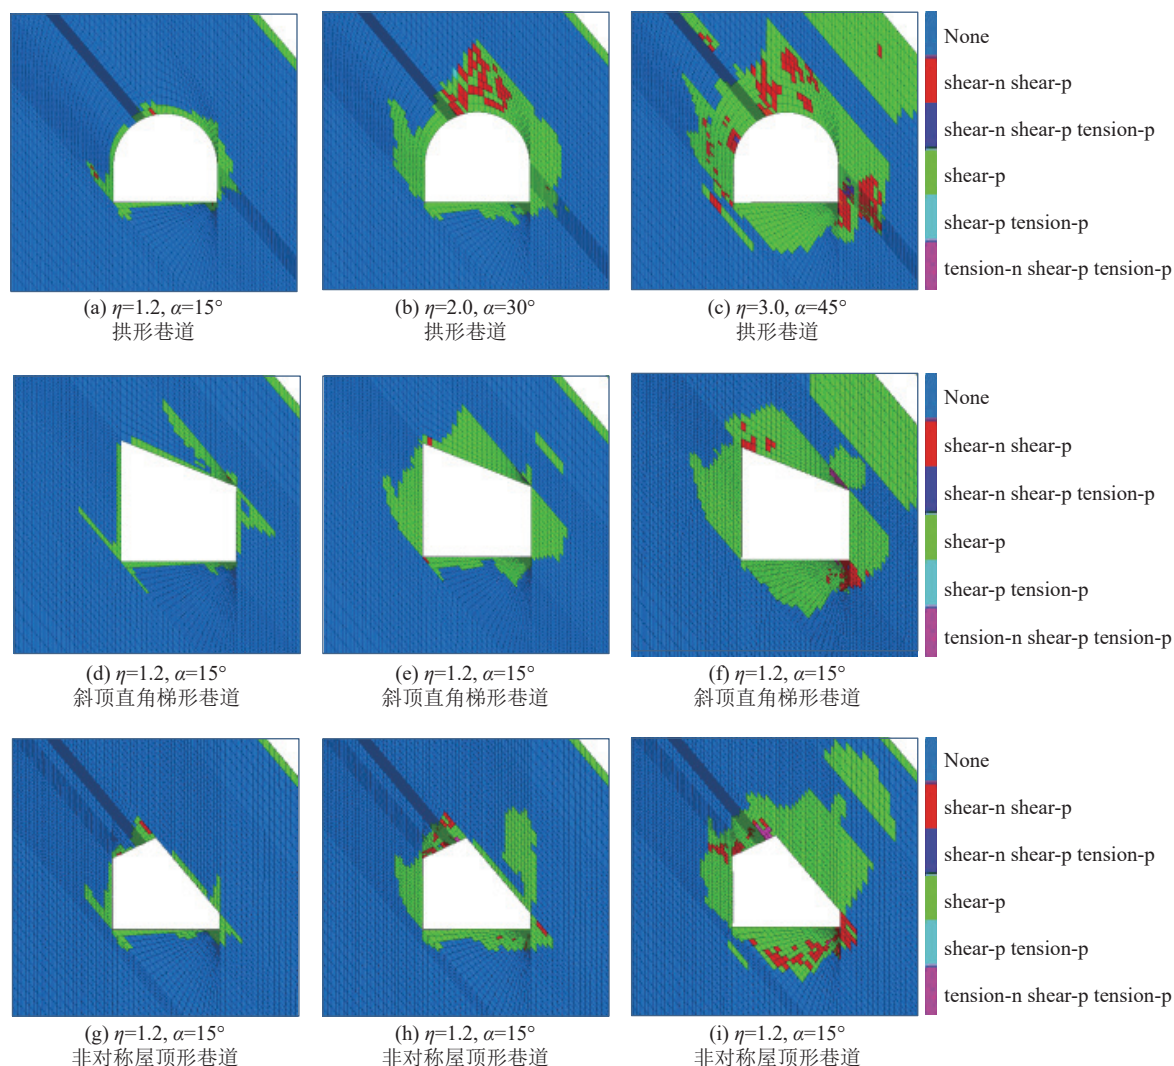 None
shear-n shear-p
shear-n shear-p tension-p
shear-p
shear-p tension-p
tension-n shear-p tension-p
(a) η=1.2, α=15°
拱形巷道
(b) η=2.0, α=30°
拱形巷道
(c) η=3.0, α=45°
拱形巷道
None
shear-n shear-p
shear-n shear-p tension-p
shear-p
shear-p tension-p
tension-n shear-p tension-p
(d) η=1.2, α=15°
斜顶直角梯形巷道
(e) η=1.2, α=15°
斜顶直角梯形巷道
(f) η=1.2, α=15°
斜顶直角梯形巷道
None
shear-n shear-p
shear-n shear-p tension-p
shear-p
shear-p tension-p
tension-n shear-p tension-p
(g) η=1.2, α=15°
非对称屋顶形巷道
(h) η=1.2, α=15°
非对称屋顶形巷道
(i) η=1.2, α=15°
非对称屋顶形巷道